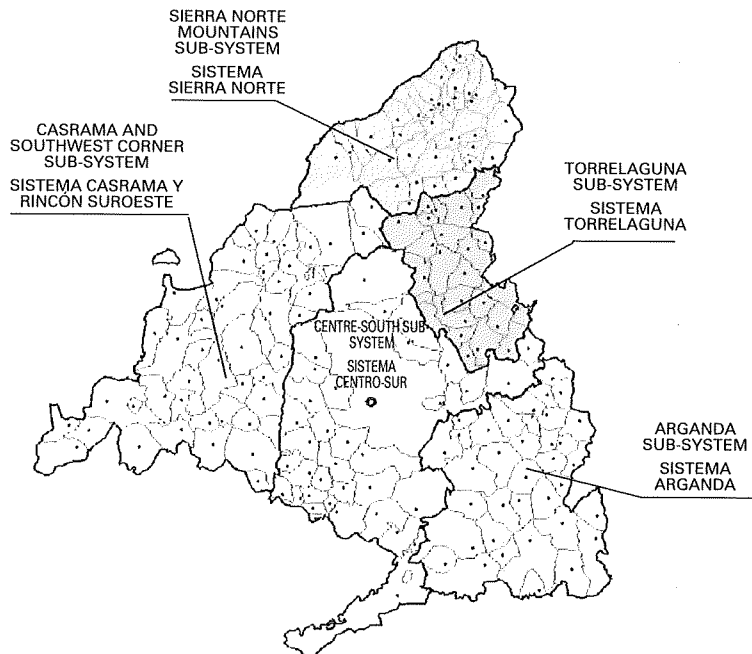 SIERRA NORTE
MOUNTAINS
SUB-SYSTEM
SISTEMA
SIERRA NORTE
CASRAMA AND
SOUTHWEST CORNER
SUB-SYSTEM
SISTEMA CASRAMA Y
RINCÓN SUROESTE
TORRELAGUNA
SUB-SYSTEM
SISTEMA
TORRELAGUNA
CENTRE-SOUTH SUB-
SYSTEM
SISTEMA
CENTRO-SUR
ARGANDA
SUB-SYSTEM
SISTEMA
ARGANDA